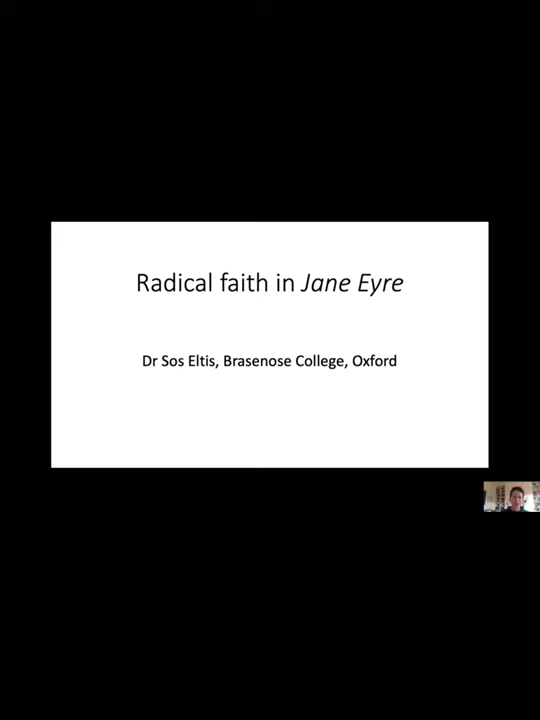 Radical faith in Jane Eyre
Dr Sos Eltis, Brasenose College, Oxford